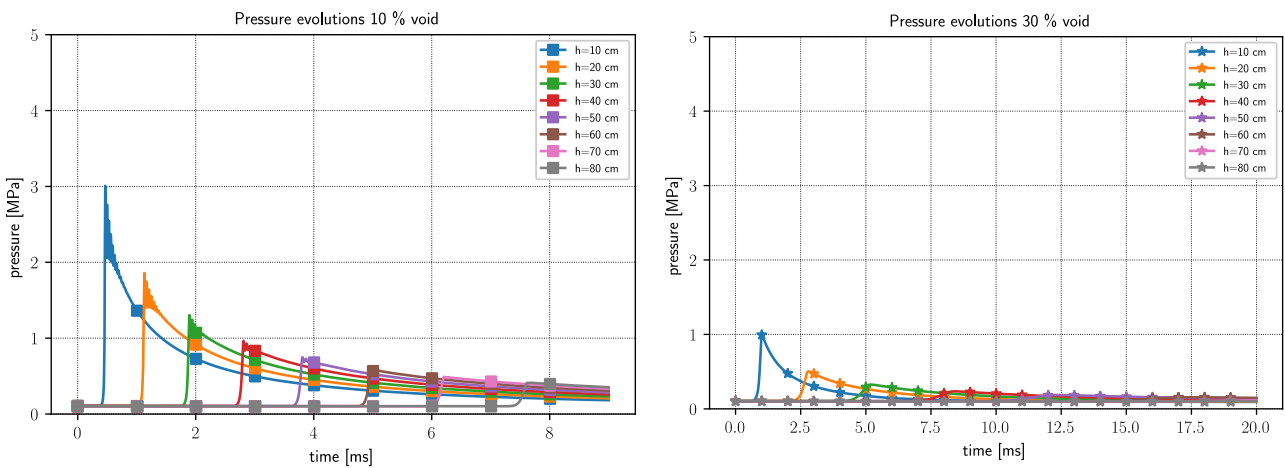 Pressure evolutions 10 % void
pressure [MPa]
5
4
3
2
1
0
h=10 cm
h=20 cm
h=30 cm
h=40 cm
h=50 cm
h=60 cm
h=70 cm
h=80 cm
0
2
4
6
8
time [ms]
Pressure evolutions 30 % void
pressure [MPa]
5
4
3
2
1
0
h=10 cm
h=20 cm
h=30 cm
h=40 cm
h=50 cm
h=60 cm
h=70 cm
h=80 cm
0.0
2.5
5.0
7.5
10.0
12.5
15.0
17.5
20.0
time [ms]